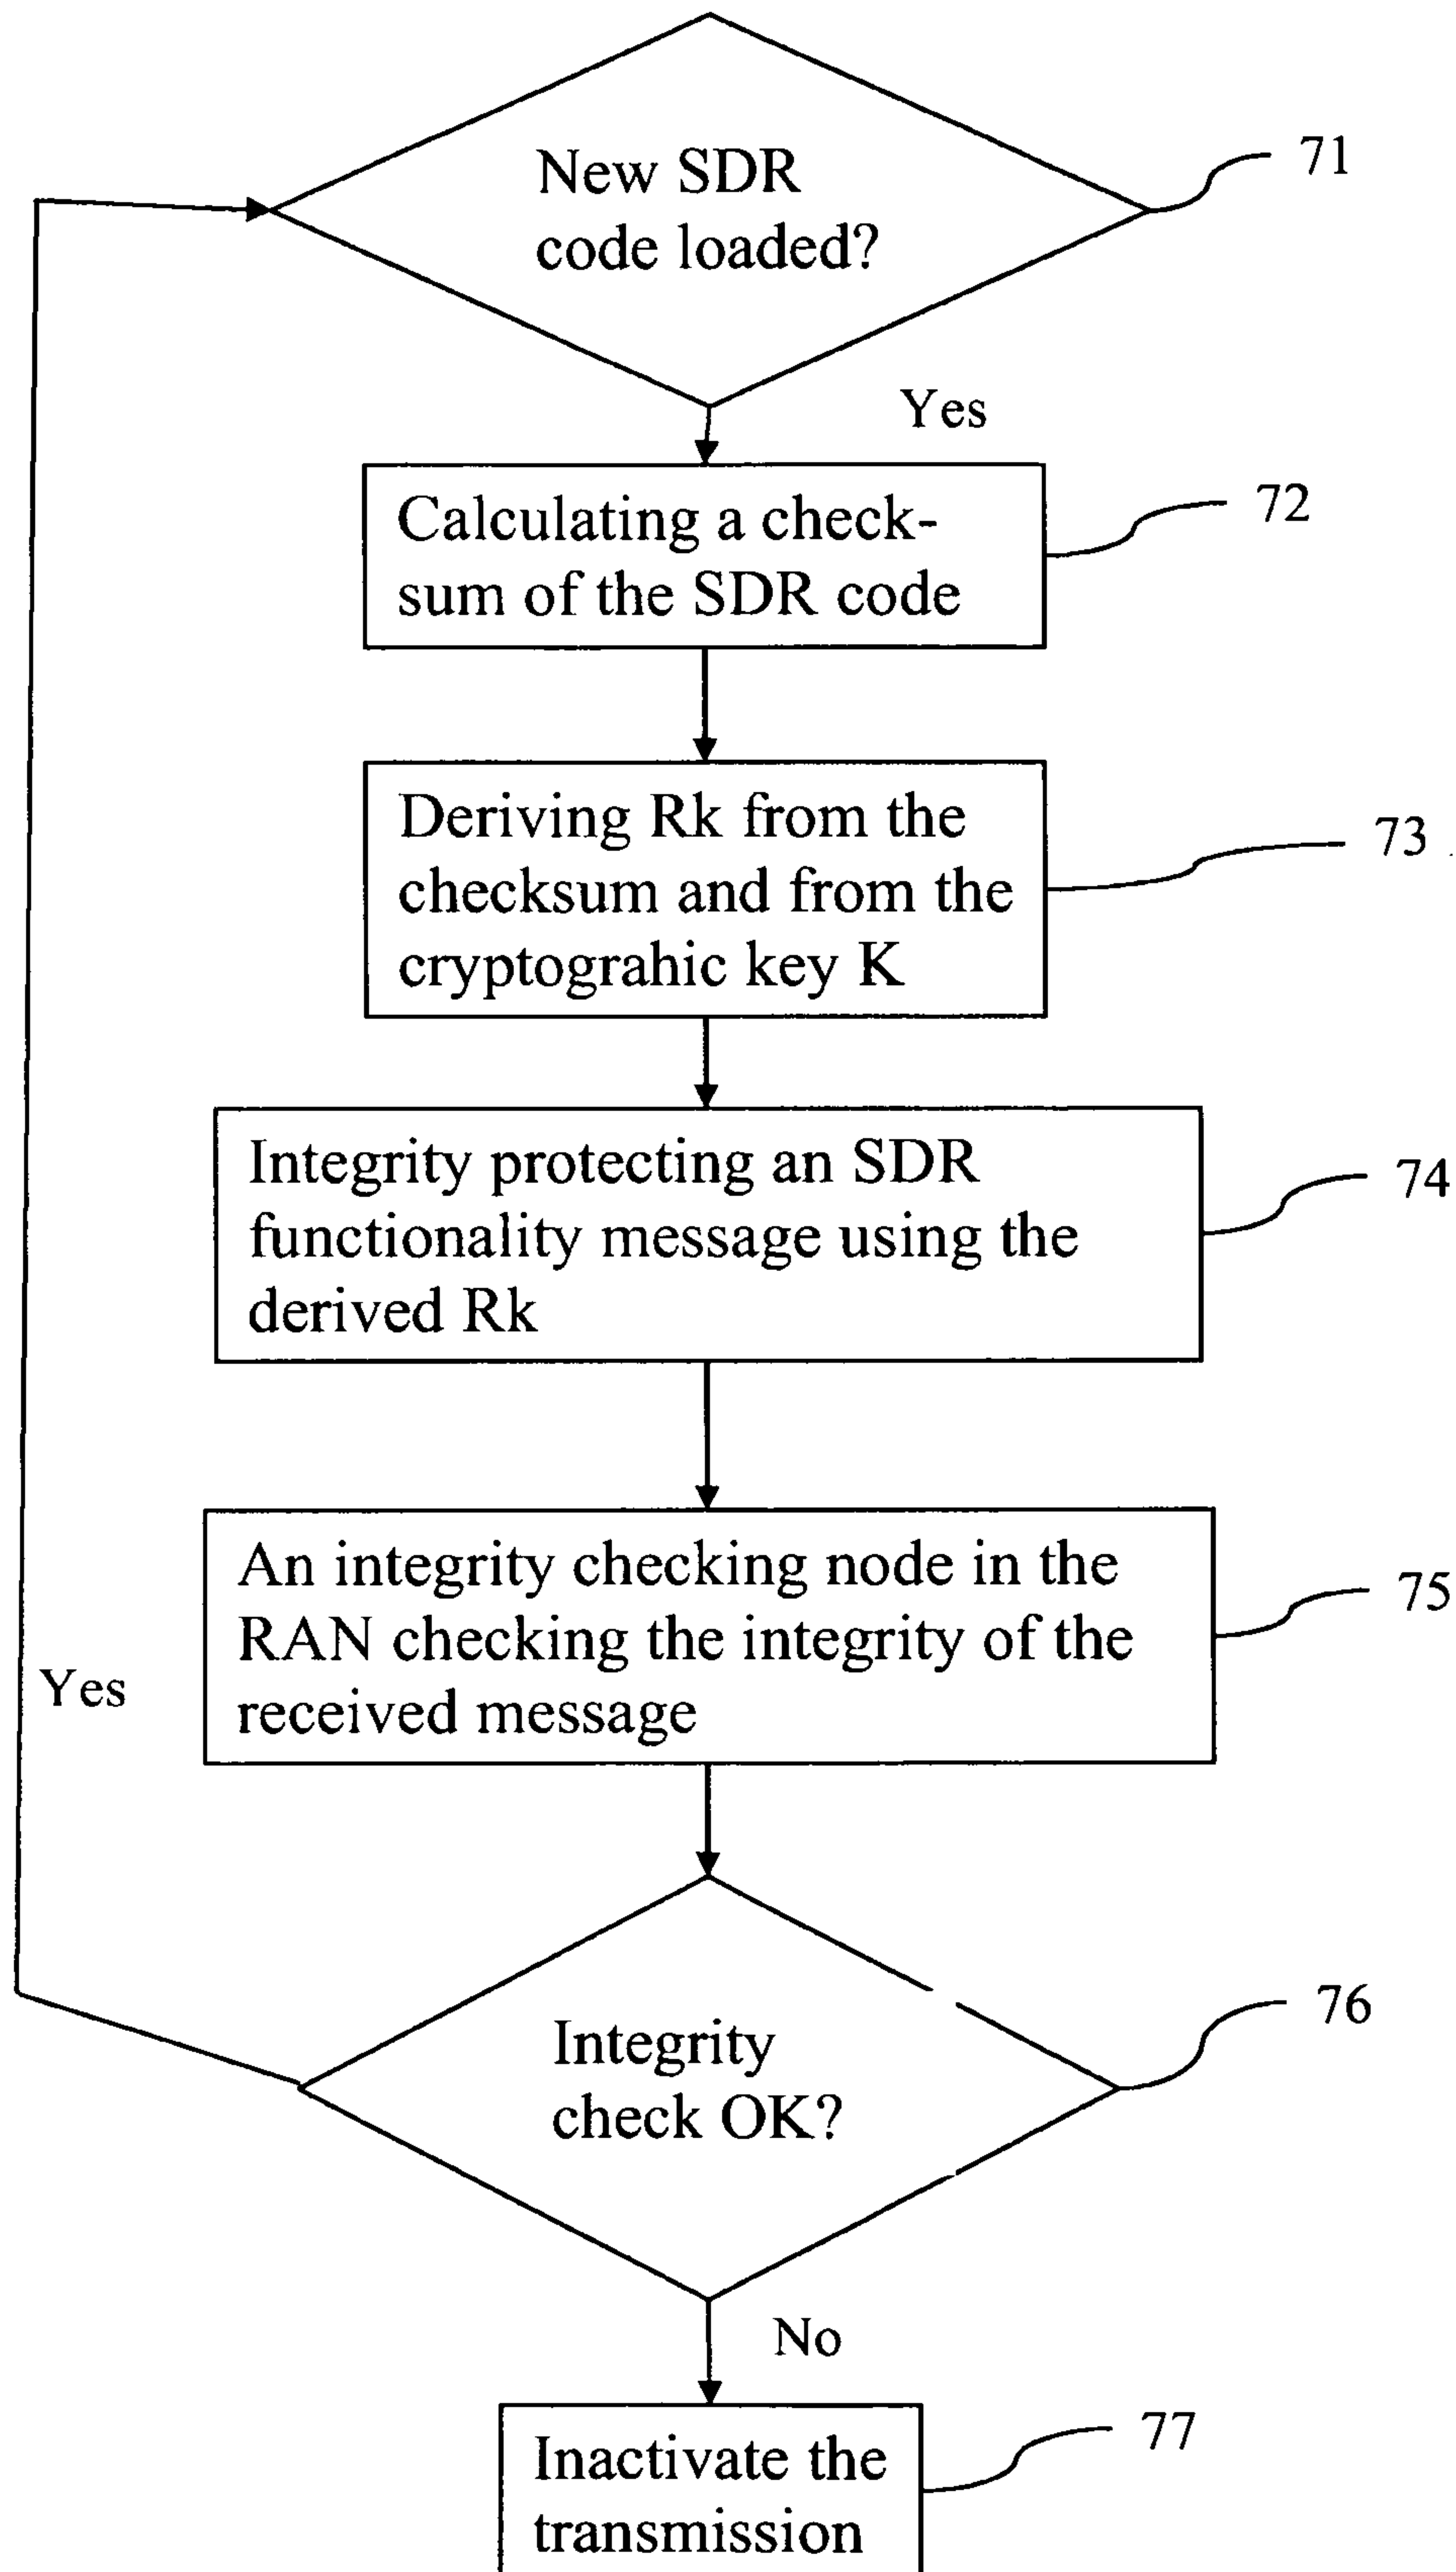 New SDR
code loaded?
71
Yes
Calculating a check-
sum of the SDR code
72
Deriving Rk from the
checksum and from the
cryptograhic key K
73
Integrity protecting an SDR
functionality message using the
derived Rk
74
An integrity checking node in the
RAN checking the integrity of the
received message
75
Yes
Integrity
check OK?
76
No
Inactivate the
transmission
77